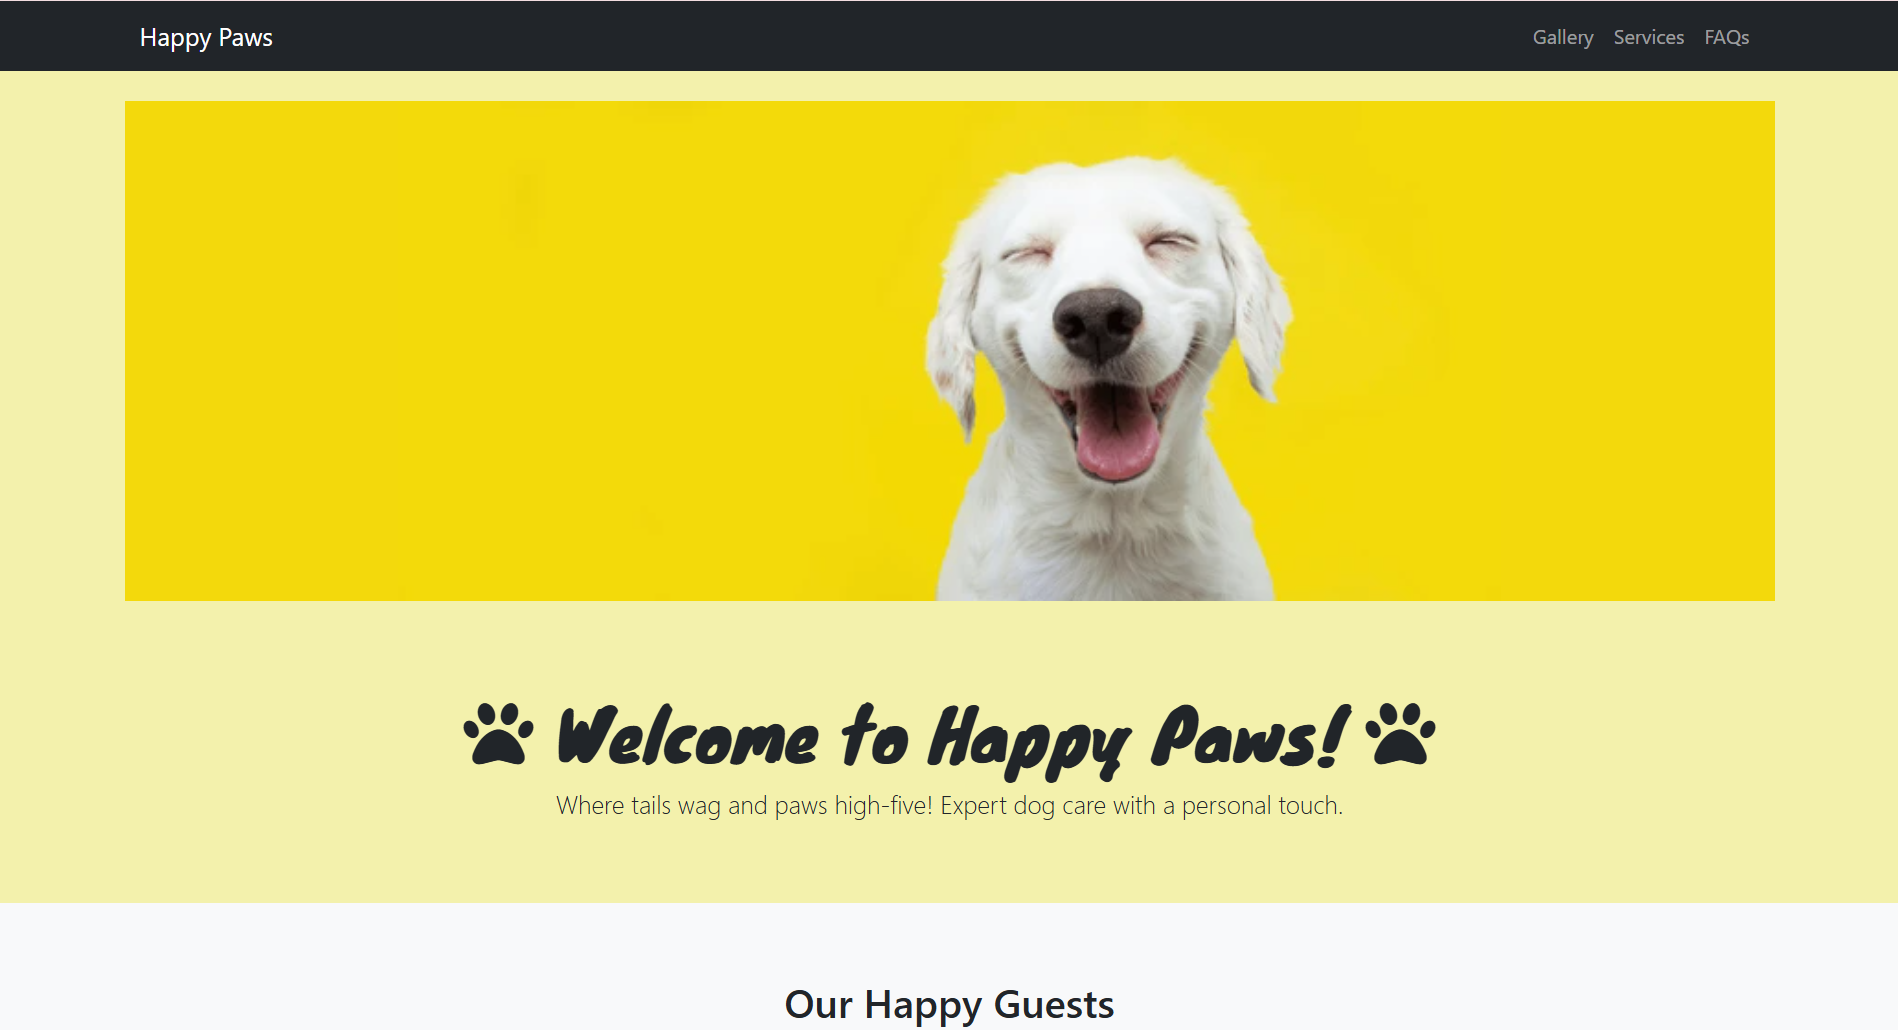 Happy Paws
Gallery Services FAQs
Welcome to Happy Paws!
Where tails wag and paws high-five! Expert dog care with a personal touch.
Our Happy Guests